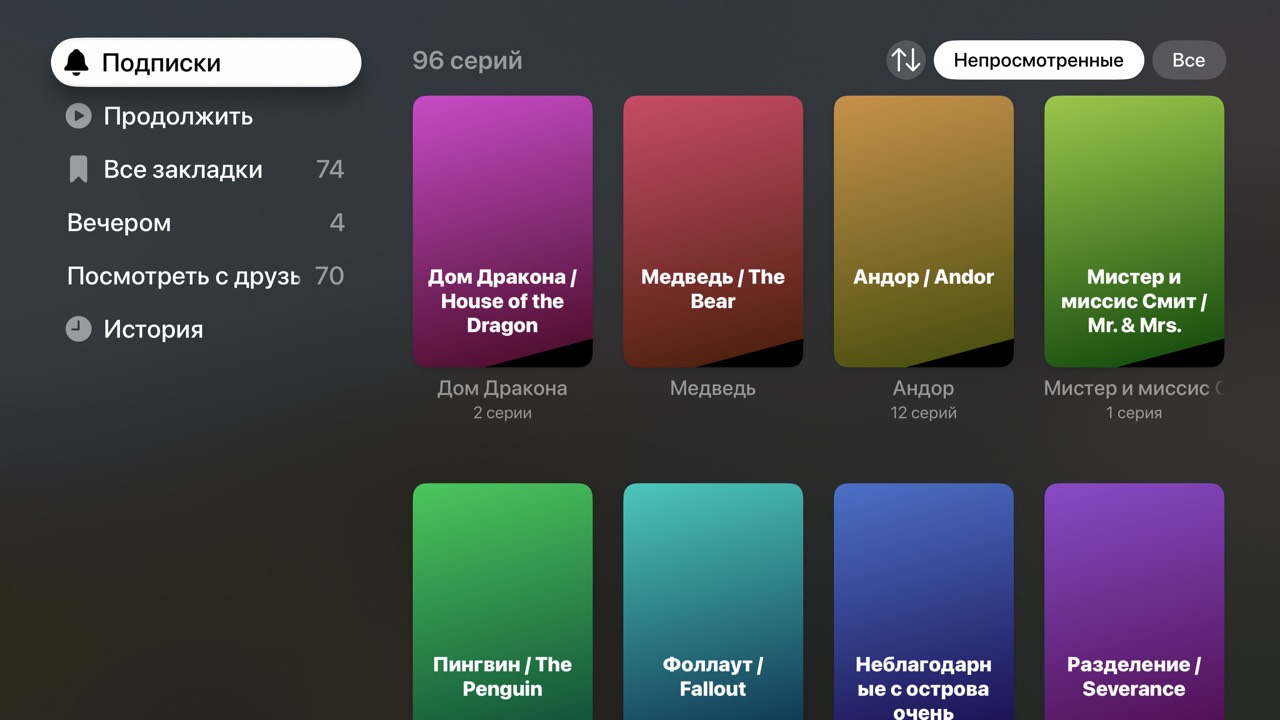 Подписки
Продолжить
Все закладки 74
Вечером 4
Посмотреть с друзь 70
История
96 серий
Непросмотренные
Все
Дом Дракона /
House of the
Dragon
Дом Дракона
2 серии
Медведь / The
Bear
Медведь
Андор / Andor
Андор
12 серий
Мистер и
миссис Смит /
Mr. & Mrs.
Мистер и миссис С
1 серия
Пингвин / The
Penguin
Фоллаут /
Fallout
Неблагодарн
ые с острова
очень
Разделение /
Severance